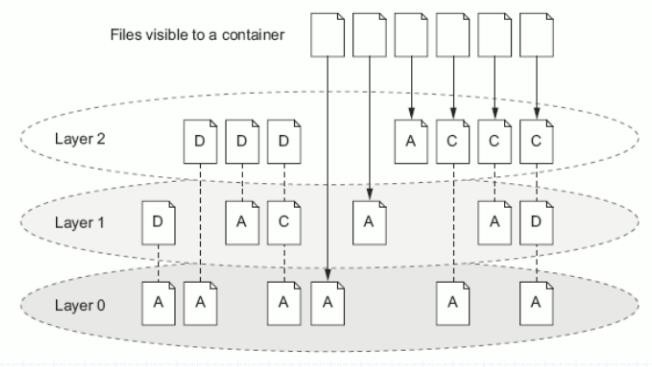 Files visible to a container
Layer 2 D D D A C C C
Layer 1 D A C A A D
Layer 0 A A A A A A